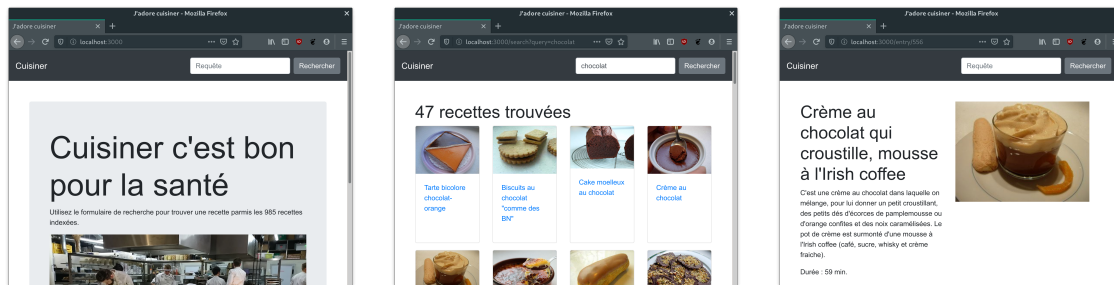 J'adore cuisiner - Mozilla Firefox
J'adore cuisiner
localhost:3000
Cuisiner
Requête
Rechercher
Cuisiner c'est bon
pour la santé
Utilisez le formulaire de recherche pour trouver une recette parmis les 985 recettes
indexées.
J'adore cuisiner - Mozilla Firefox
J'adore cuisiner
localhost:3000/search?query=chocolat
Cuisiner
chocolat
Rechercher
47 recettes trouvées
Tarte bicolore
chocolat-
orange
Biscuits au
chocolat
"comme des
BN"
Cake moelleux
au chocolat
Crème au
chocolat
J'adore cuisiner - Mozilla Firefox
J'adore cuisiner
localhost:3000/entry/556
Cuisiner
Requête
Rechercher
Crème au
chocolat qui
croustille, mousse
à l'Irish coffee
C'est une crème au chocolat dans laquelle on
mélange, pour lui donner un petit croustillant,
des petits dés d'écorces de pamplemousse ou
d'orange confites et des noix caramélisées. Le
pot de crème est surmonté d'une mousse à
l'Irish coffee (café, sucre, whisky et crème
fraiche).
Durée : 59 min.